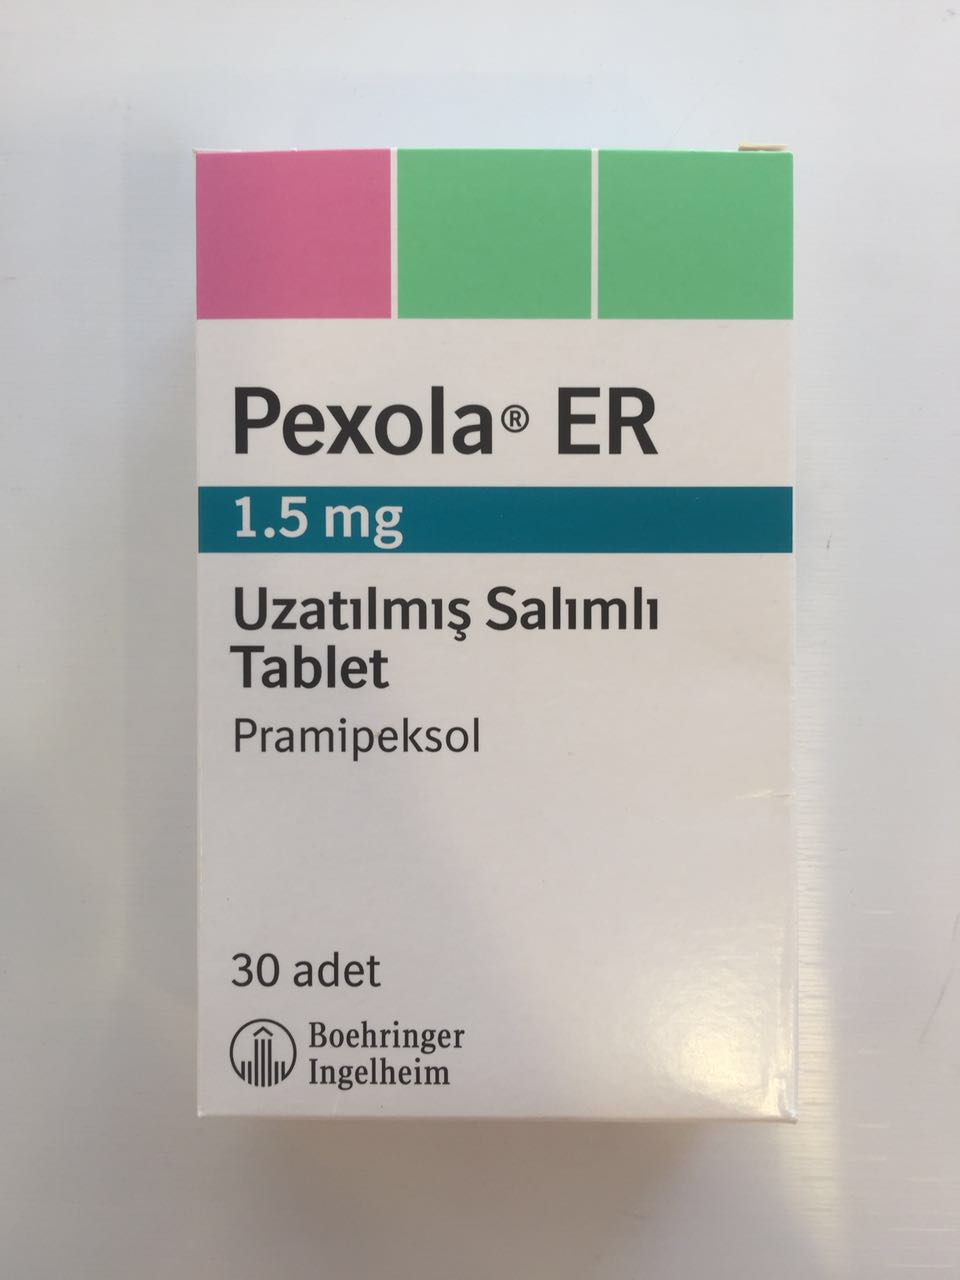 Pexola® ER
1.5 mg
Uzatılmış Salımlı
Tablet
Pramipeksol
30 adet
Boehringer
Ingelheim